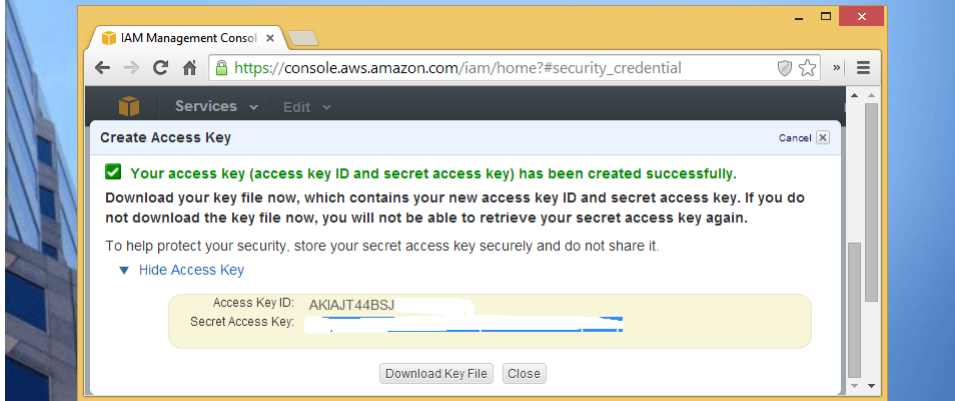 IAM Management Consol
https://console.aws.amazon.com/iam/home?#security_credential
Services Edit
Create Access Key Cancel
Your access key (access key ID and secret access key) has been created successfully.
Download your key file now, which contains your new access key ID and secret access key. If you do
not download the key file now, you will not be able to retrieve your secret access key again.
To help protect your security, store your secret access key securely and do not share it.
Hide Access Key
Access Key ID: AKIAJT44BSJ
Secret Access Key:
Download Key File Close